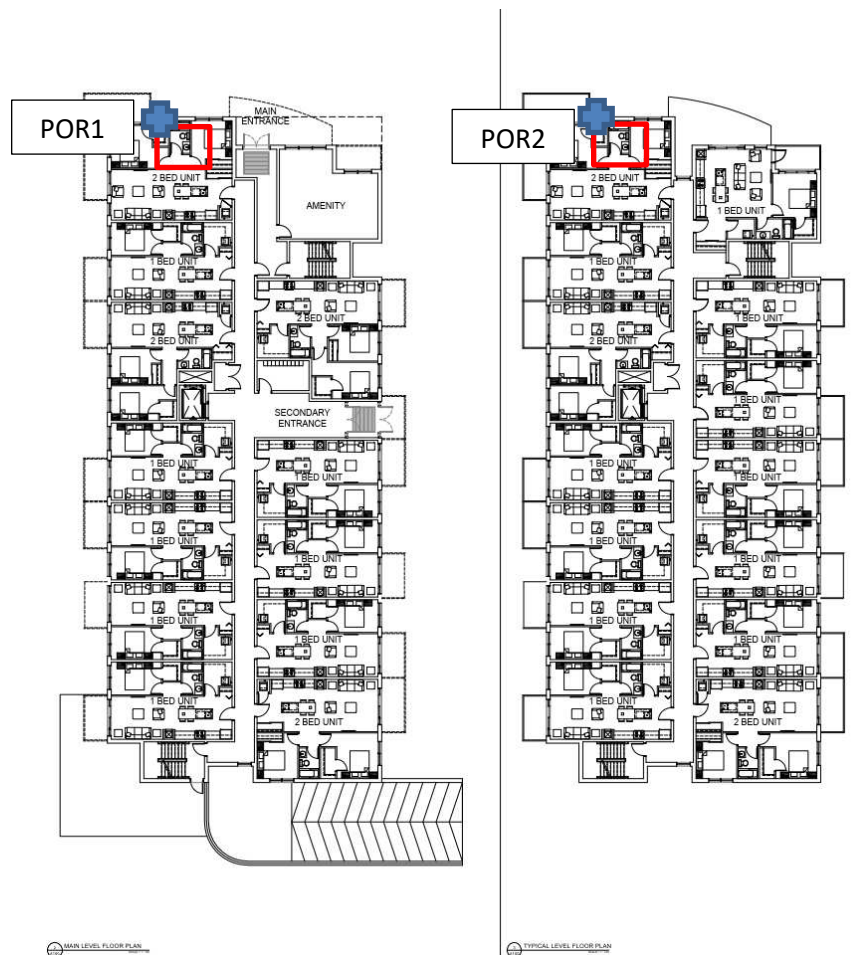 POR1
MAIN
ENTRANCE
2 BED UNIT
AMENITY
1 BED UNIT
2 BED UNIT
2 BED UNIT
SECONDARY
ENTRANCE
1 BED UNIT
1 BED UNIT
1 BED UNIT
1 BED UNIT
1 BED UNIT
1 BED UNIT
1 BED UNIT
2 BED UNIT
MAIN LEVEL FLOOR PLAN
POR2
2 BED UNIT
1 BED UNIT
1 BED UNIT
1 BED UNIT
2 BED UNIT
1 BED UNIT
1 BED UNIT
1 BED UNIT
1 BED UNIT
1 BED UNIT
1 BED UNIT
1 BED UNIT
1 BED UNIT
2 BED UNIT
TYPICAL LEVEL FLOOR PLAN